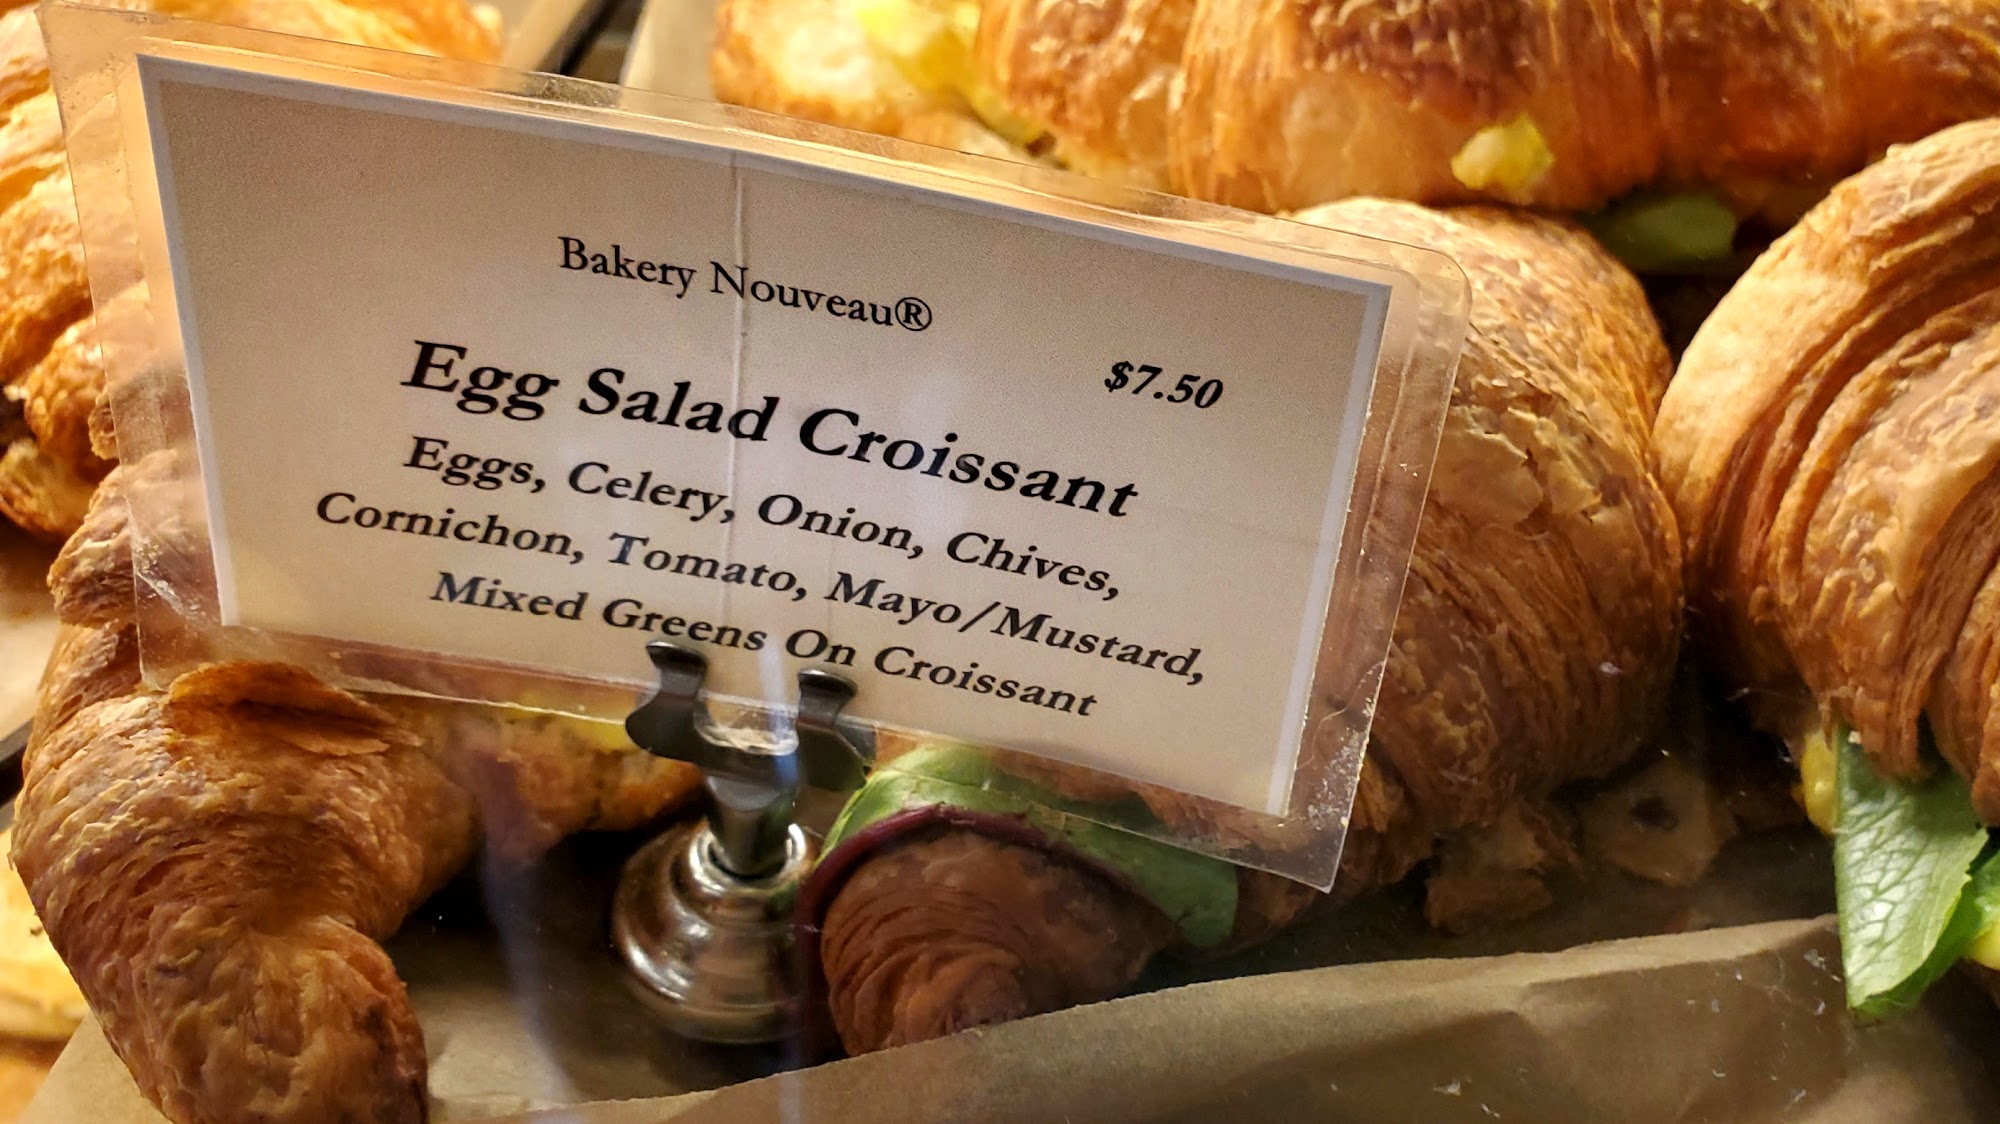 Bakery Nouveau®
$7.50
Egg Salad Croissant
Eggs, Celery, Onion, Chives,
Cornichon, Tomato, Mayo/Mustard,
Mixed Greens On Croissant